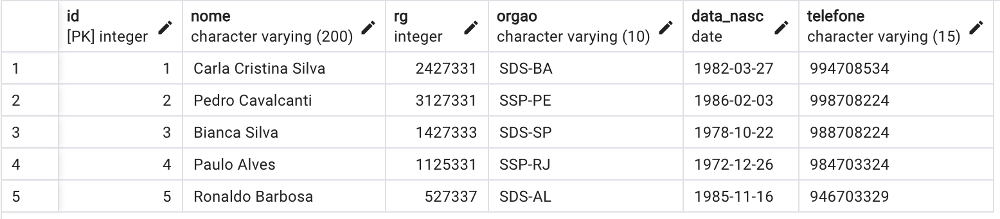 id nome rg orgao data_nasc telefone
[PK] integer character varying (200) integer character varying (10) date character varying (15)
1 1 Carla Cristina Silva 2427331 SDS-BA 1982-03-27 994708534
2 2 Pedro Cavalcanti 3127331 SSP-PE 1986-02-03 998708224
3 3 Bianca Silva 1427333 SDS-SP 1978-10-22 988708224
4 4 Paulo Alves 1125331 SSP-RJ 1972-12-26 984703324
5 5 Ronaldo Barbosa 527337 SDS-AL 1985-11-16 946703329